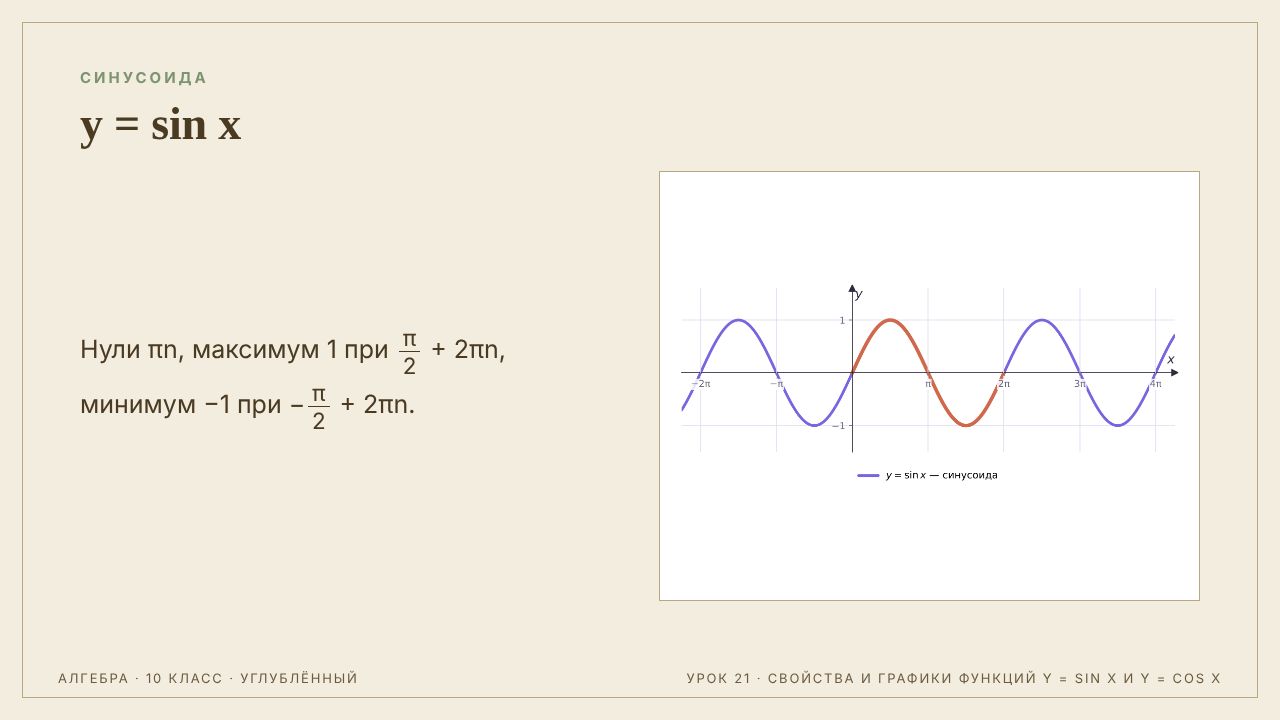 СИНУСОИДА
y = sin x
Нули πn, максимум 1 при π/2 + 2πn,
минимум −1 при −π/2 + 2πn.
y
1
x
−2π −π π 2π 3π 4π
−1
y = sin x — синусоида
АЛГЕБРА · 10 КЛАСС · УГЛУБЛЁННЫЙ
УРОК 21 · СВОЙСТВА И ГРАФИКИ ФУНКЦИЙ Y = SIN X И Y = COS X